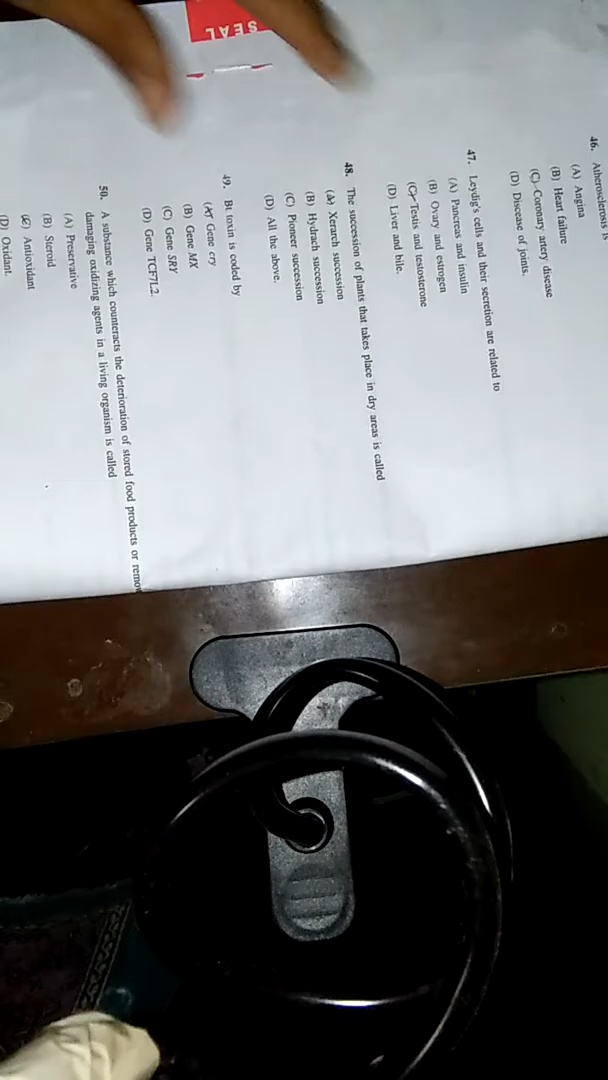 SEAL
46. Atherosclerosis is
(A) Angina
(B) Heart failure
(C) Coronary artery disease
(D) Discease of joints.
47. Leydig's cells and their secretion are related to
(A) Pancreas and insulin
(B) Ovary and estrogen
(C) Testis and testosterone
(D) Liver and bile.
48. The succession of plants that takes place in dry areas is called
(A) Xerarch succession
(B) Hydrach succession
(C) Pioneer succession
(D) All the above.
49. Bt toxin is coded by
(A) Gene cry
(B) Gene MX
(C) Gene SRY
(D) Gene TCF7L2.
50. A substance which counteracts the deterioration of stored food products or remov
damaging oxidizing agents in a living organism is called
(A) Preservative
(B) Steroid
(C) Antioxidant
(D) Oxidant.